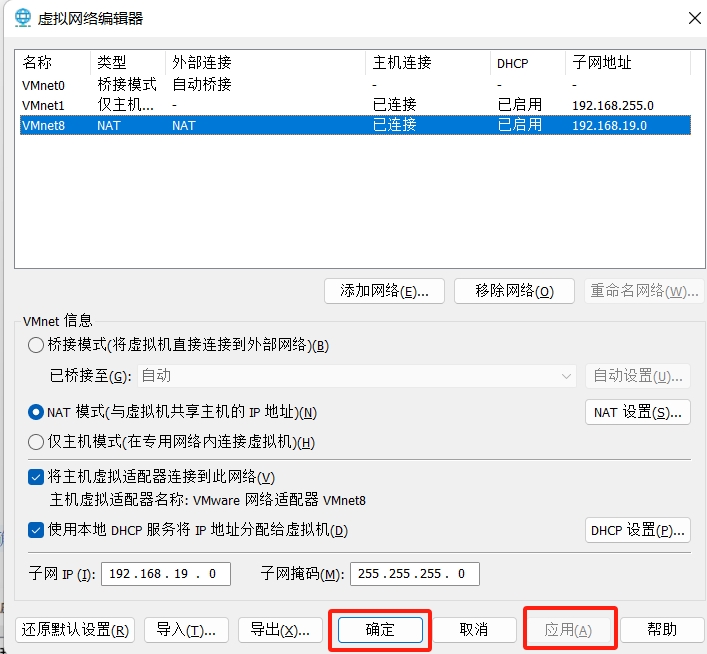 虚拟网络编辑器
名称 类型 外部连接 主机连接 DHCP 子网地址
VMnet0 桥接模式 自动桥接 - - -
VMnet1 仅主机... - 已连接 已启用 192.168.255.0
VMnet8 NAT NAT 已连接 已启用 192.168.19.0
添加网络(E)... 移除网络(O) 重命名网络(W)...
VMnet 信息
桥接模式(将虚拟机直接连接到外部网络)(B)
已桥接至(G): 自动 自动设置(U)...
NAT 模式(与虚拟机共享主机的 IP 地址)(N) NAT 设置(S)...
仅主机模式(在专用网络内连接虚拟机)(H)
将主机虚拟适配器连接到此网络(V)
主机虚拟适配器名称: VMware 网络适配器 VMnet8
使用本地 DHCP 服务将 IP 地址分配给虚拟机(D) DHCP 设置(P)...
子网 IP (I): 192.168.19.0 子网掩码(M): 255.255.255.0
还原默认设置(R) 导入(T)... 导出(X)... 确定 取消 应用(A) 帮助